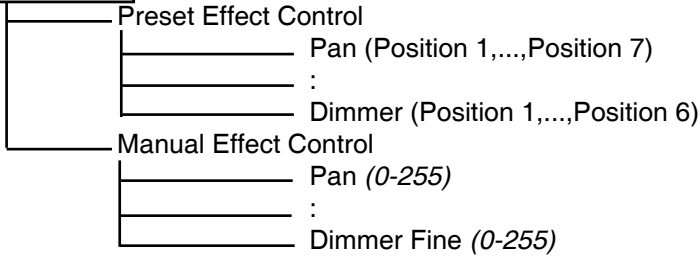 Preset Effect Control
Pan (Position 1,...,Position 7)
:
Dimmer (Position 1,...,Position 6)
Manual Effect Control
Pan (0-255)
:
Dimmer Fine (0-255)